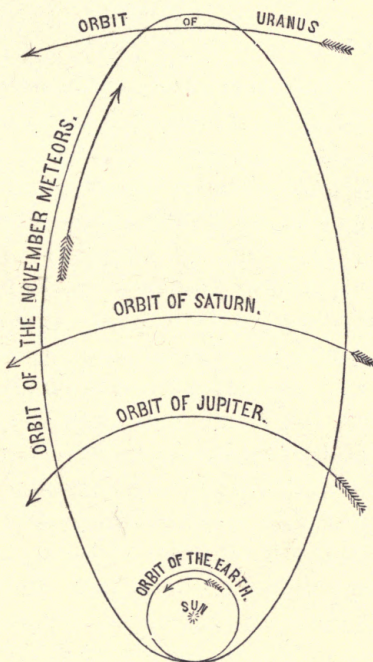 ORBIT OF URANUS
ORBIT OF THE NOVEMBER METEORS.
ORBIT OF SATURN.
ORBIT OF JUPITER.
ORBIT OF THE EARTH.
SUN